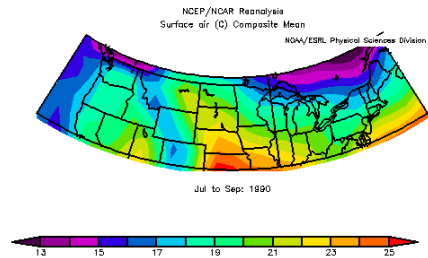 NCEP/NCAR Reanalysis
Surface air (C) Composite Mean
NOAA/ESRL Physical Sciences Division
Jul to Sep: 1990
13 15 17 19 21 23 25